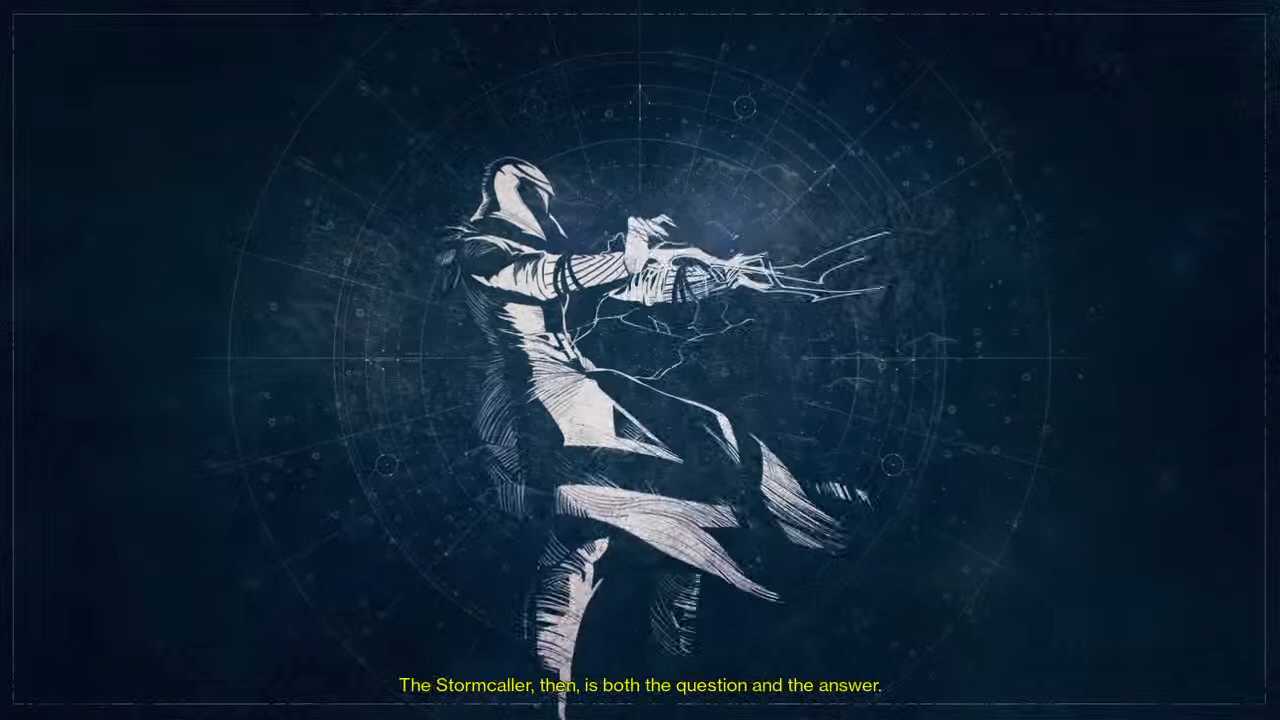 The Stormcaller, then, is both the question and the answer.